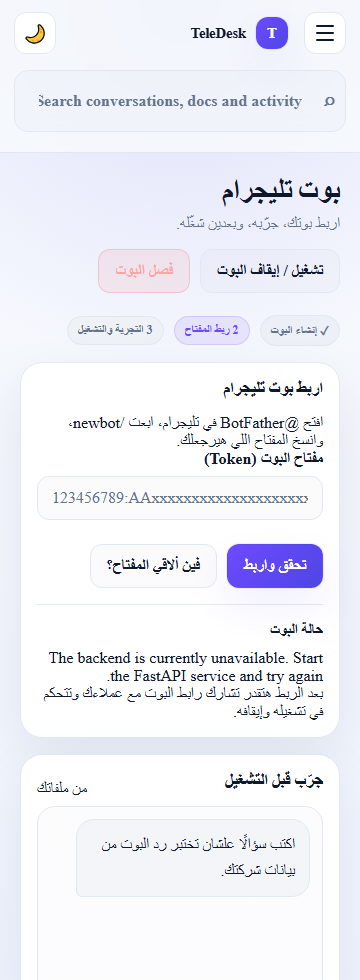 TeleDesk
T
Search conversations, docs and activity
بوت تليجرام
اربط بوتك، جرّبه، وبعدين شغّله.
تشغيل / إيقاف البوت
فصل البوت
✓ إنشاء البوت
2 ربط المفتاح
3 التجربة والتشغيل
اربط بوت تليجرام
افتح @BotFather في تليجرام، ابعت /newbot،
وانسخ المفتاح اللي هيرجعلك.
مفتاح البوت (Token)
123456789:AAxxxxxxxxxxxxxxxxxxxxx
تحقق واربط
فين ألاقي المفتاح؟
حالة البوت
The backend is currently unavailable. Start
the FastAPI service and try again.
بعد الربط هتقدر تشارك رابط البوت مع عملاءك وتتحكم
في تشغيله وإيقافه.
جرّب قبل التشغيل
من ملفاتك
اكتب سؤالًا علشان تختبر رد البوت من
بيانات شركتك.